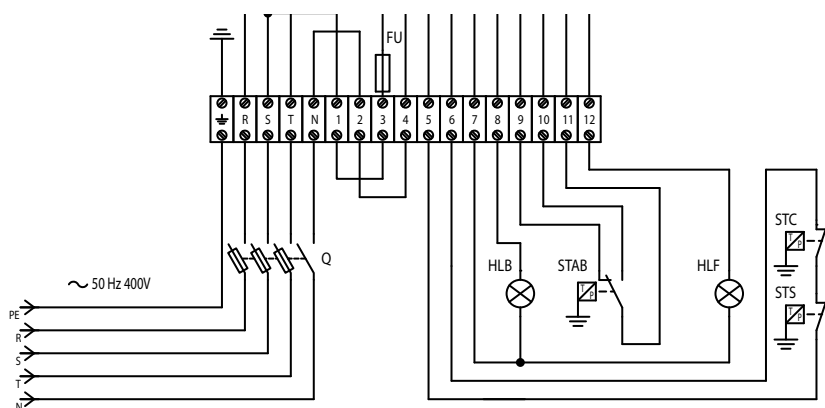 FU
R S T N 1 2 3 4 5 6 7 8 9 10 11 12
STC
T P
Q
HLB STAB HLF
50 Hz 400V
T P
STS
T P
PE
R
S
T
N